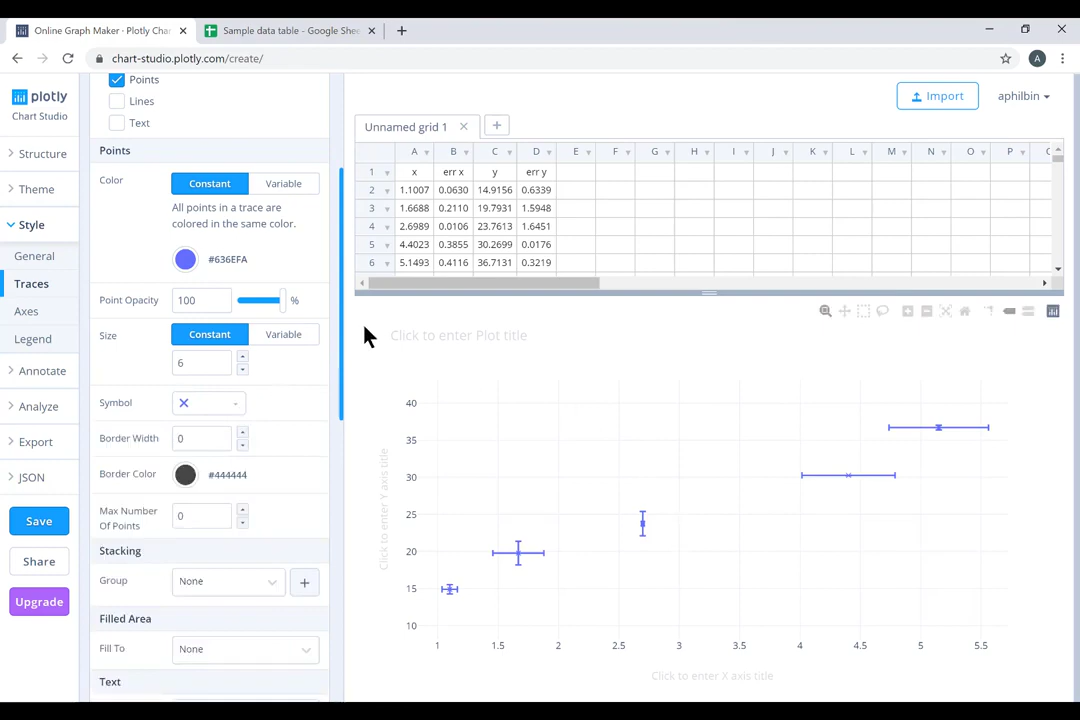 Online Graph Maker · Plotly Cha
Sample data table - Google Shee
chart-studio.plotly.com/create/
A
plotly
Chart Studio
Structure
Theme
Style
General
Traces
Axes
Legend
Annotate
Analyze
Export
JSON
Save
Share
Upgrade
Points
Lines
Text
Points
Color
Constant
Variable
All points in a trace are
colored in the same color.
#636EFA
Point Opacity
100
%
Size
Constant
Variable
6
Symbol
Border Width
0
Border Color
#444444
Max Number
Of Points
0
Stacking
Group
None
Filled Area
Fill To
None
Text
Import
aphilbin
Unnamed grid 1
A B C D E F G H I J K L M N O P
1 x err x y err y
2 1.1007 0.0630 14.9156 0.6339
3 1.6688 0.2110 19.7931 1.5948
4 2.6989 0.0106 23.7613 1.6451
5 4.4023 0.3855 30.2699 0.0176
6 5.1493 0.4116 36.7131 0.3219
Click to enter Plot title
Click to enter Y axis title
40
35
30
25
20
15
10
1 1.5 2 2.5 3 3.5 4 4.5 5 5.5
Click to enter X axis title